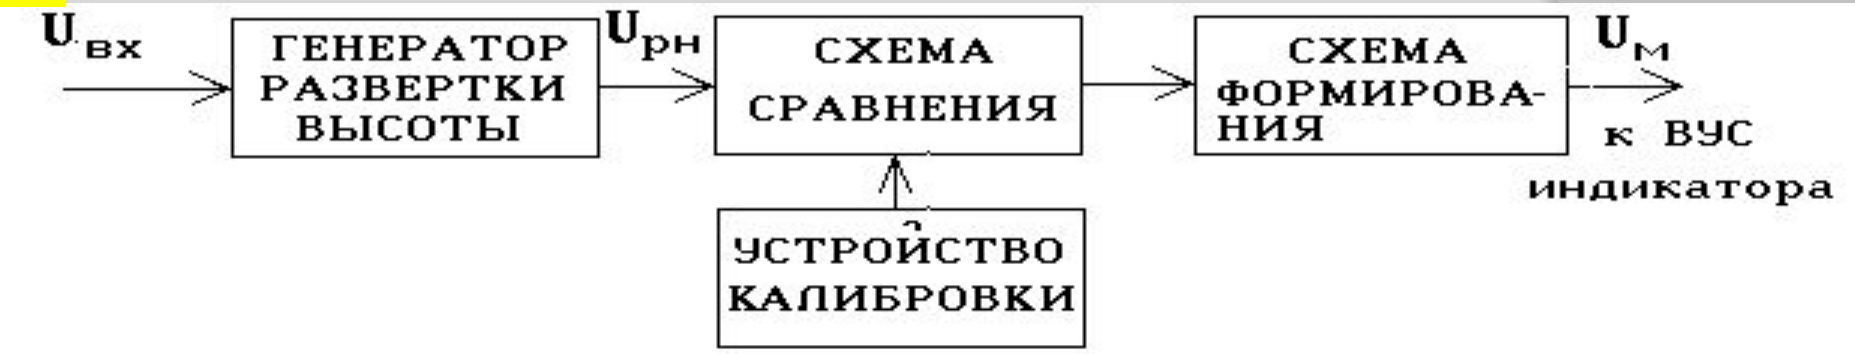 Uвх
ГЕНЕРАТОР
РАЗВЕРТКИ
ВЫСОТЫ
Uрн
СХЕМА
СРАВНЕНИЯ
СХЕМА
ФОРМИРОВА-
НИЯ
Uм
к ВУС
индикатора
УСТРОЙСТВО
КАЛИБРОВКИ